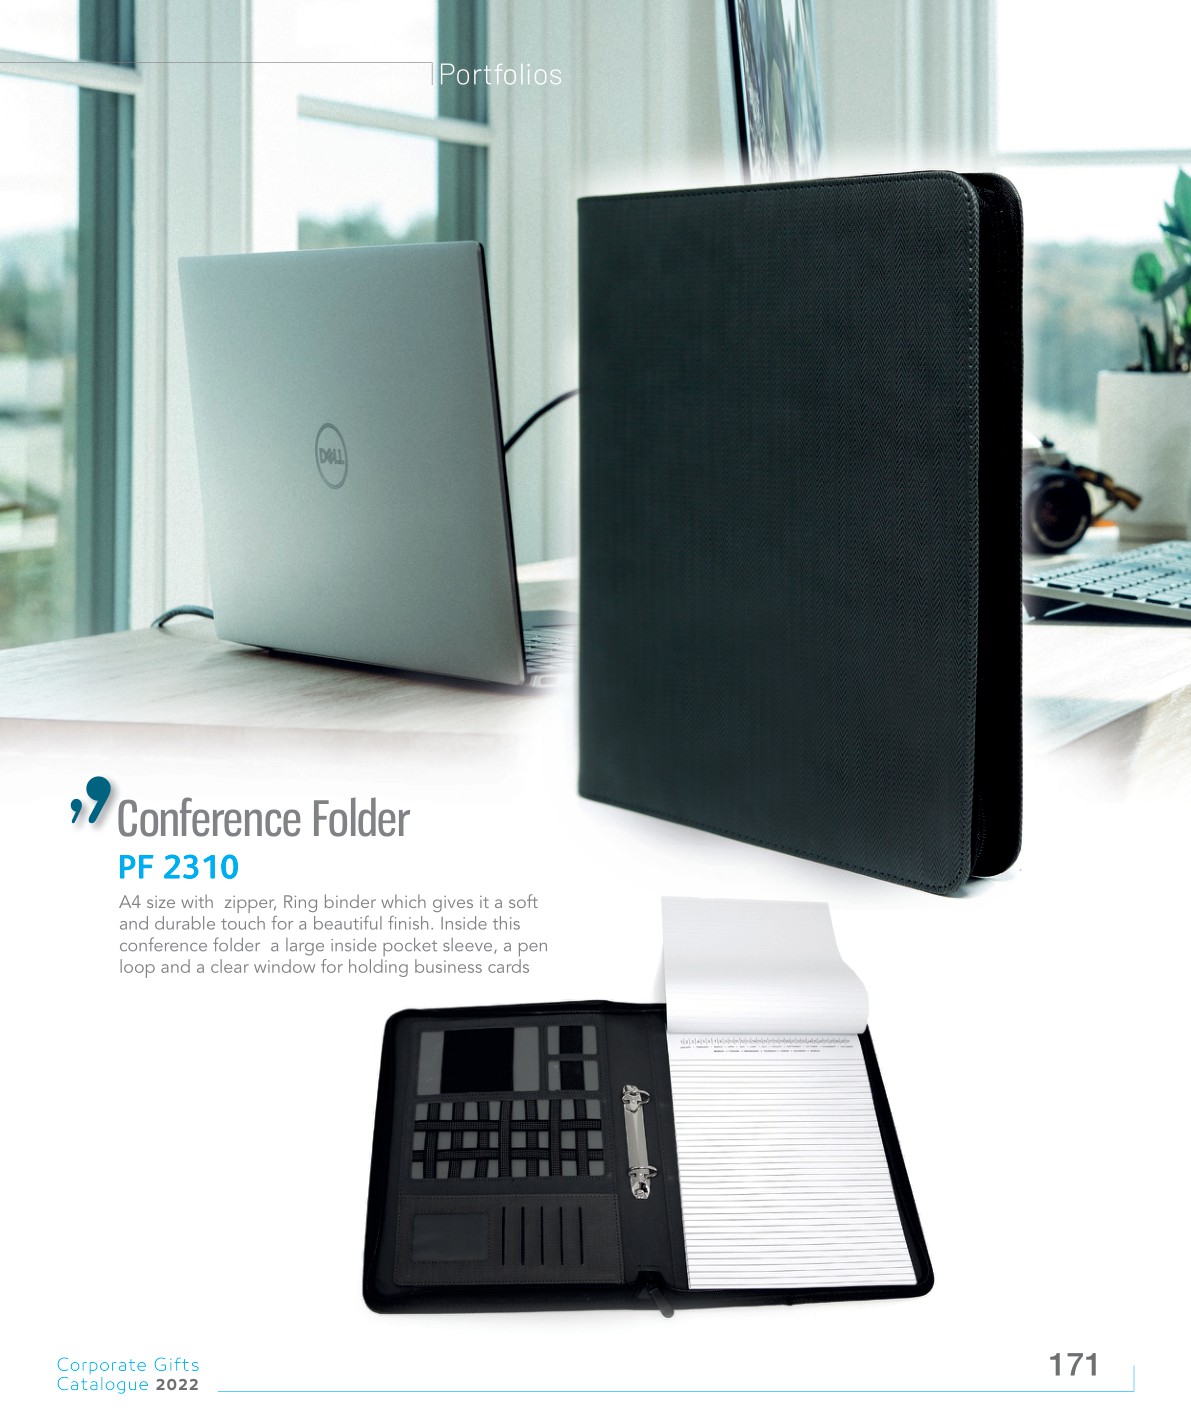 Portfolios
DELL
Conference Folder
PF 2310
A4 size with  zipper, Ring binder which gives it a soft
and durable touch for a beautiful finish. Inside this
conference folder  a large inside pocket sleeve, a pen
loop and a clear window for holding business cards
Corporate Gifts
Catalogue 2022
171